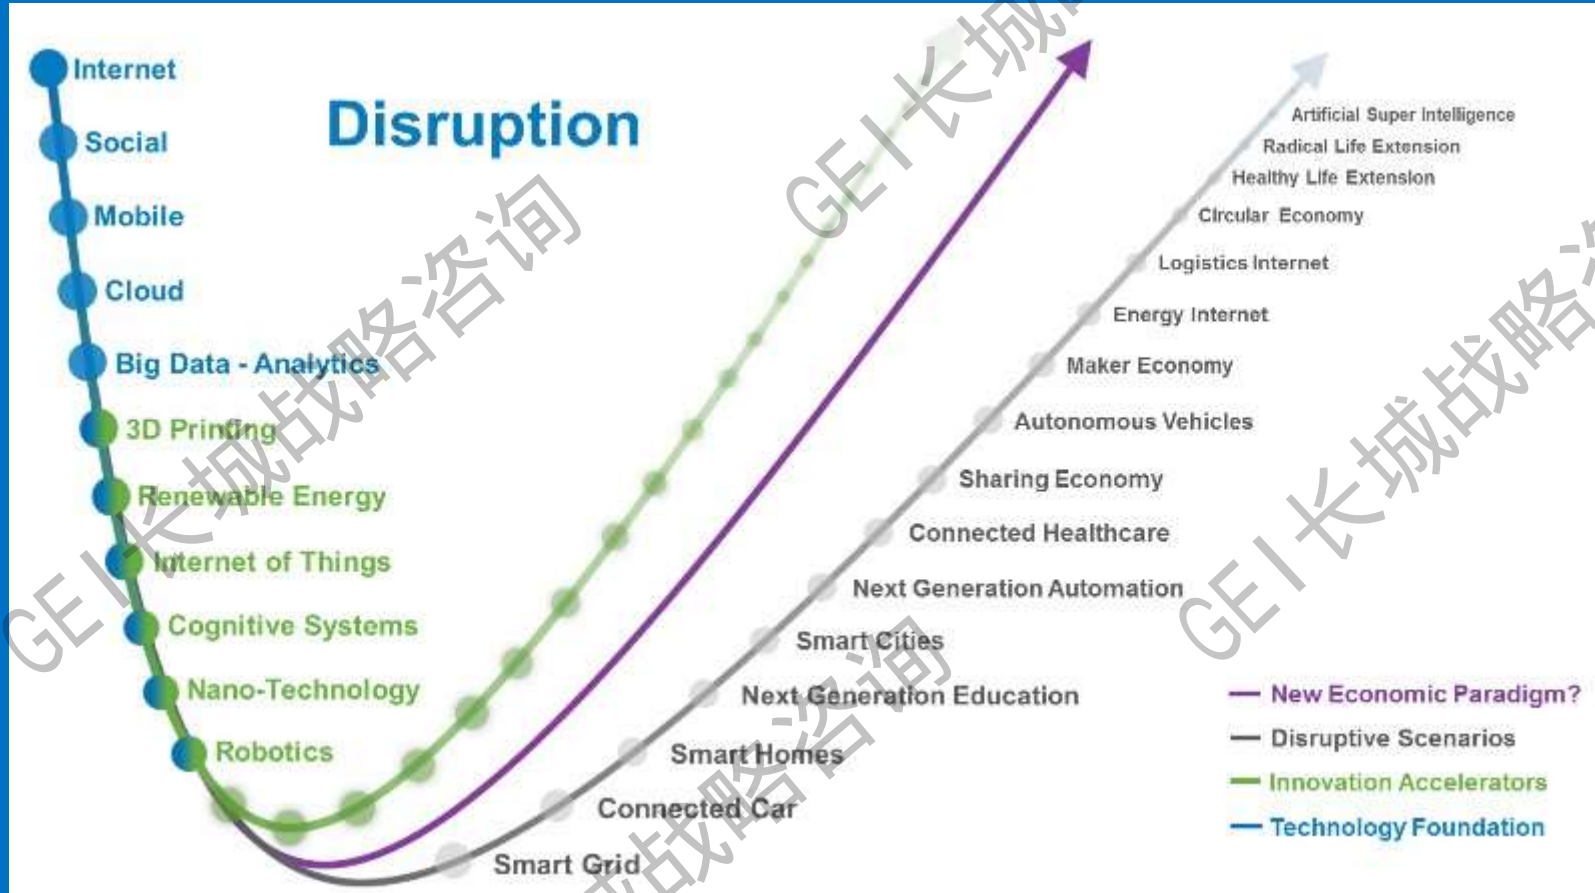 Disruption
Internet
Social
Mobile
Cloud
Big Data - Analytics
3D Printing
Renewable Energy
Internet of Things
Cognitive Systems
Nano-Technology
Robotics
Artificial Super Intelligence
Radical Life Extension
Healthy Life Extension
Circular Economy
Logistics Internet
Energy Internet
Maker Economy
Autonomous Vehicles
Sharing Economy
Connected Healthcare
Next Generation Automation
Smart Cities
Next Generation Education
Smart Homes
Connected Car
Smart Grid
New Economic Paradigm?
Disruptive Scenarios
Innovation Accelerators
Technology Foundation
GEI长城战略咨询
GEI长城
GEI长城战略咨
城战略咨询